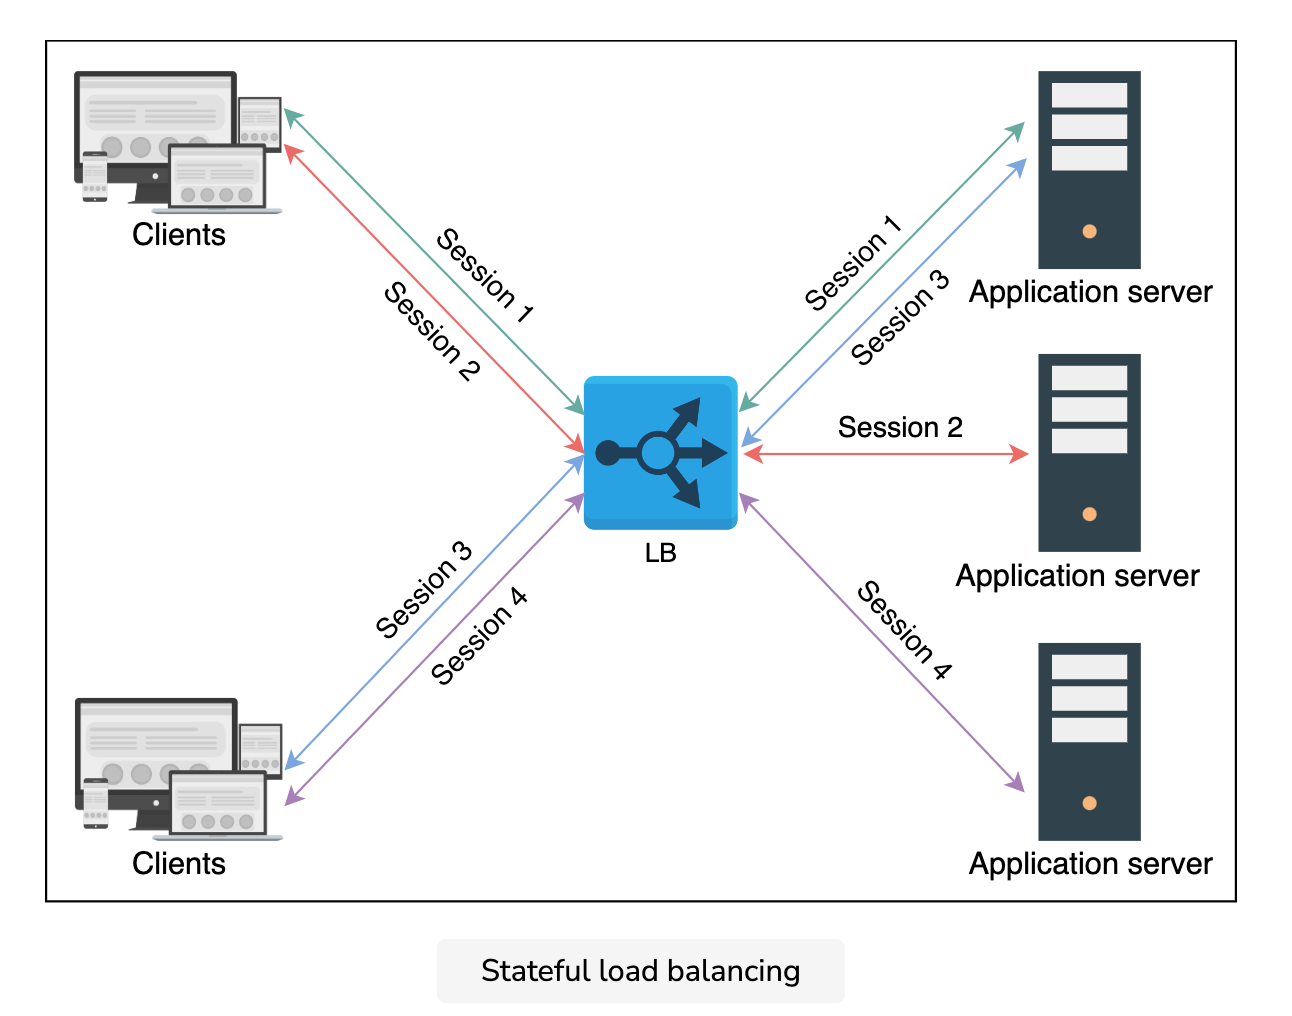 Clients
Session 1
Session 2
Session 1
Session 3
Application server
Session 2
LB
Application server
Session 3
Session 4
Session 4
Clients
Application server
Stateful load balancing